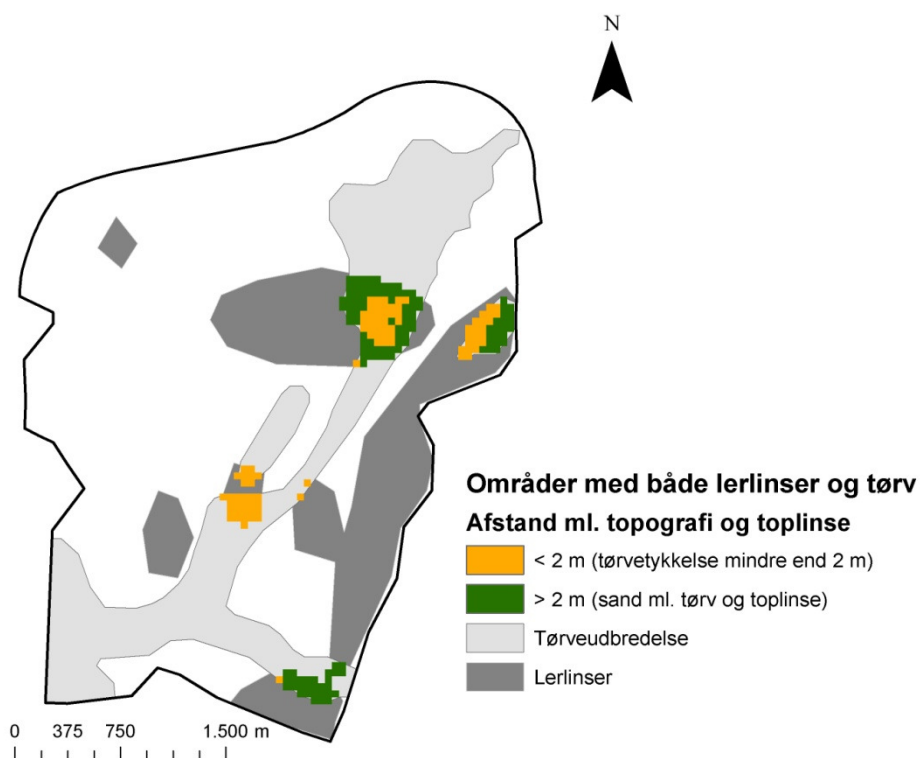 N
Områder med både lerlinser og tørv
Afstand ml. topografi og toplinse
< 2 m (tørvetykkelse mindre end 2 m)
> 2 m (sand ml. tørv og toplinse)
Tørveudbredelse
Lerlinser
0 375 750 1.500 m